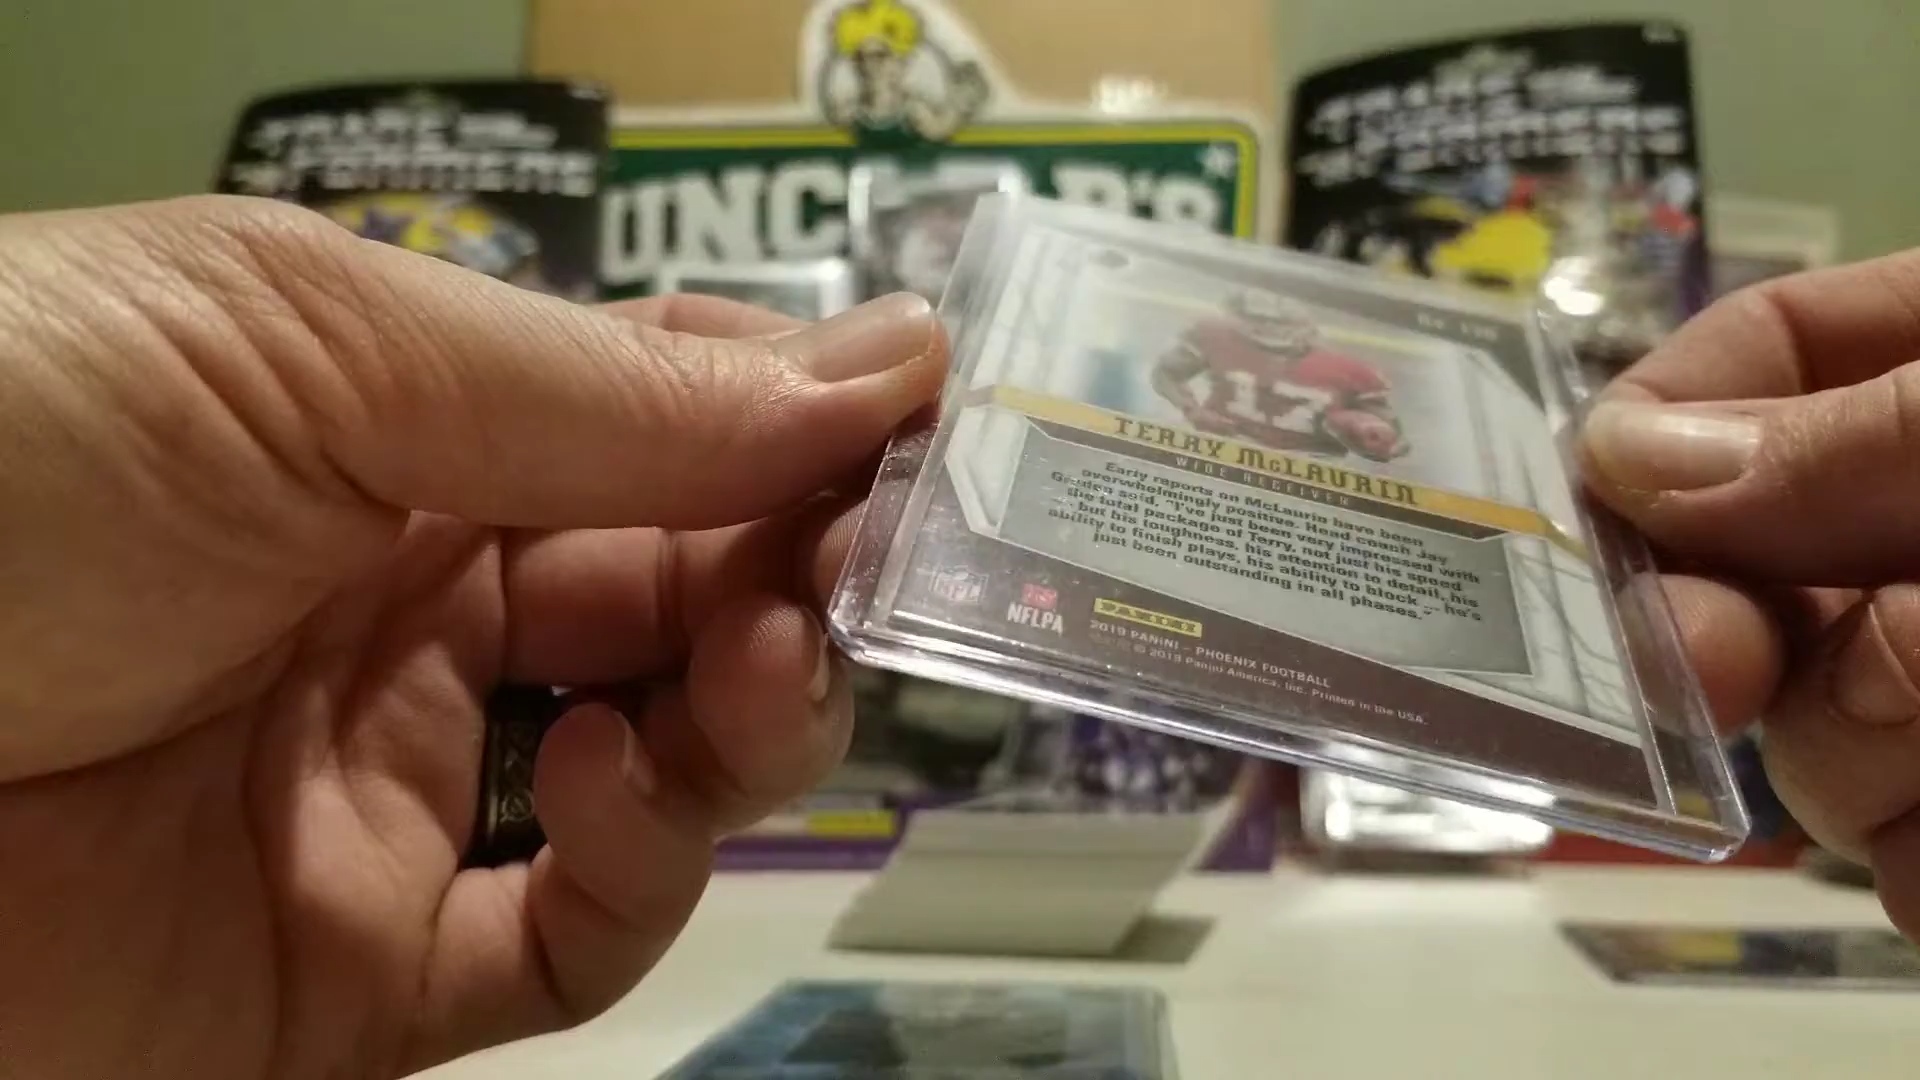 UNC
B'S
17
TERRY McLAURIN
WIDE RECEIVER
Early reports on McLaurin have been
overwhelmingly positive. Head coach Jay
Gruden said, "I've just been very impressed with
the total package of Terry, not just his speed
but his toughness, his attention to detail, his
ability to finish plays, his ability to block ... he's
just been outstanding in all phases."
NFL
NFLPA
PANINI
2019 PANINI – PHOENIX FOOTBALL
© 2019 Panini America, Inc. Printed in the USA.